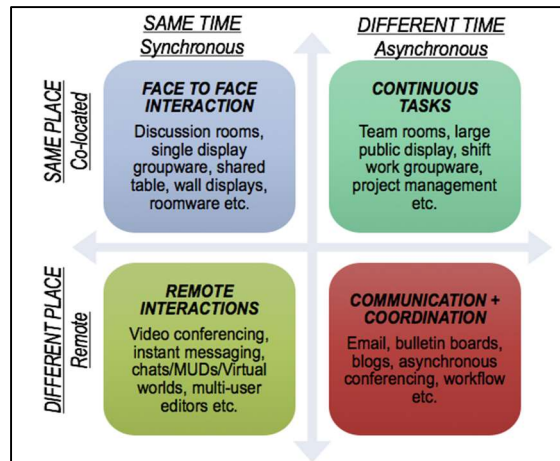 SAME TIME
Synchronous
DIFFERENT TIME
Asynchronous
SAME PLACE
Co-located
FACE TO FACE
INTERACTION
Discussion rooms,
single display
groupware, shared
table, wall displays,
roomware etc.
CONTINUOUS
TASKS
Team rooms, large
public display, shift
work groupware,
project management
etc.
DIFFERENT PLACE
Remote
REMOTE
INTERACTIONS
Video conferencing,
instant messaging,
chats/MUDs/Virtual
worlds, multi-user
editors etc.
COMMUNICATION +
COORDINATION
Email, bulletin boards,
blogs, asynchronous
conferencing, workflow
etc.